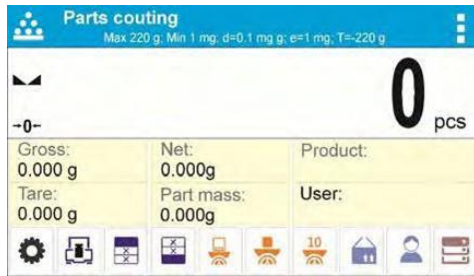 Parts couting
Max 220 g; Min 1 mg; d=0.1 mg g; e=1 mg; T=-220 g
0 pcs
→0←
Gross:
0.000 g
Net:
0.000g
Product:
Tare:
0.000 g
Part mass:
0.000g
User:
10